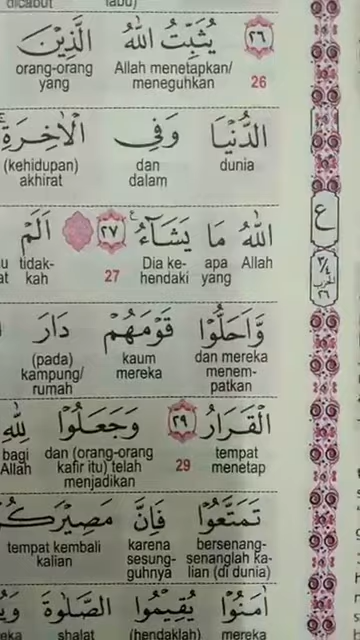 dicabut labu)
٢٦ يُثَبِّتُ اللّٰهُ الَّذِيْنَ
26 Allah menetapkan/ meneguhkan orang-orang yang
الدُّنْيَا وَفِى الْاٰخِرَةِ
dunia dan dalam (kehidupan) akhirat
اللّٰهُ مَا يَشَاۤءُ ࣖ ٢٧ اَلَمْ
Allah apa yang Dia ke- hendaki 27 tidak- kah
ع
وَّاَحَلُّوْا قَوْمَهُمْ دَارَ
dan mereka menem- patkan kaum mereka (pada) kampung/ rumah
الْقَرَارُ ٢٩ وَجَعَلُوْا لِلّٰهِ
tempat menetap 29 dan (orang-orang kafir itu) telah menjadikan bagi Allah
تَمَتَّعُوْا فَاِنَّ مَصِيْرَكُ
bersenang- senanglah ka- lian (di dunia) karena sesung- guhnya tempat kembali kalian
اٰمَنُوْا يُقِيْمُوا الصَّلٰوةَ
mereka (hendaklah) shalat